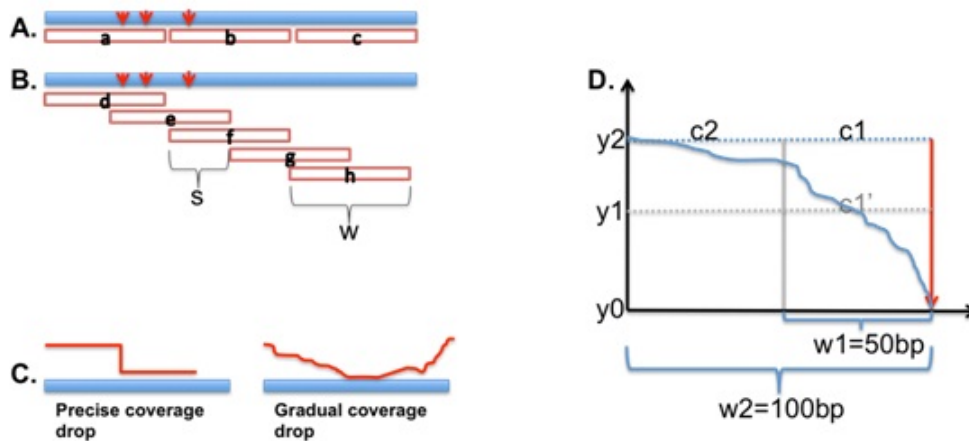 A.
a b c
B.
d
e
f
g
h
S
W
C.
Precise coverage
drop
Gradual coverage
drop
D.
y2
c2 c1
y1
c1'
y0
w1=50bp
w2=100bp